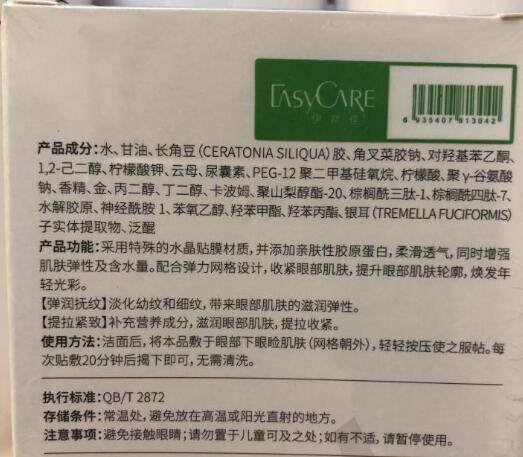 EASYCARE
伊斯佳
6 935407 913042
产品成分:水、甘油、长角豆(CERATONIA SILIQUA)胶、角叉菜胶钠、对羟基苯乙酮、
1,2-己二醇、柠檬酸钾、云母、尿囊素、PEG-12 聚二甲基硅氧烷、柠檬酸、聚γ-谷氨酸
钠、香精、金、丙二醇、丁二醇、卡波姆、聚山梨醇酯-20、棕榈酰三肽-1、棕榈酰四肽-7、
水解胶原、神经酰胺 1、苯氧乙醇、羟苯甲酯、羟苯丙酯、银耳(TREMELLA FUCIFORMIS)
子实体提取物、泛醌
产品功能:采用特殊的水晶贴膜材质,并添加亲肤性胶原蛋白,柔滑透气,同时增强
肌肤弹性及含水量。配合弹力网格设计,收紧眼部肌肤,提升眼部肌肤轮廓,焕发年
轻光彩。
【弹润抚纹】淡化幼纹和细纹,带来眼部肌肤的滋润弹性。
【提拉紧致】补充营养成分,滋润眼部肌肤,提拉收紧。
使用方法:洁面后,将本品敷于眼部下眼睑肌肤(网格朝外),轻轻按压使之服帖。每
次贴敷20分钟后揭下即可,无需清洗。
执行标准:QB/T 2872
存储条件:常温处,避免放在高温或阳光直射的地方。
注意事项:避免接触眼睛;请勿置于儿童可及之处;如有不适,请暂停使用。